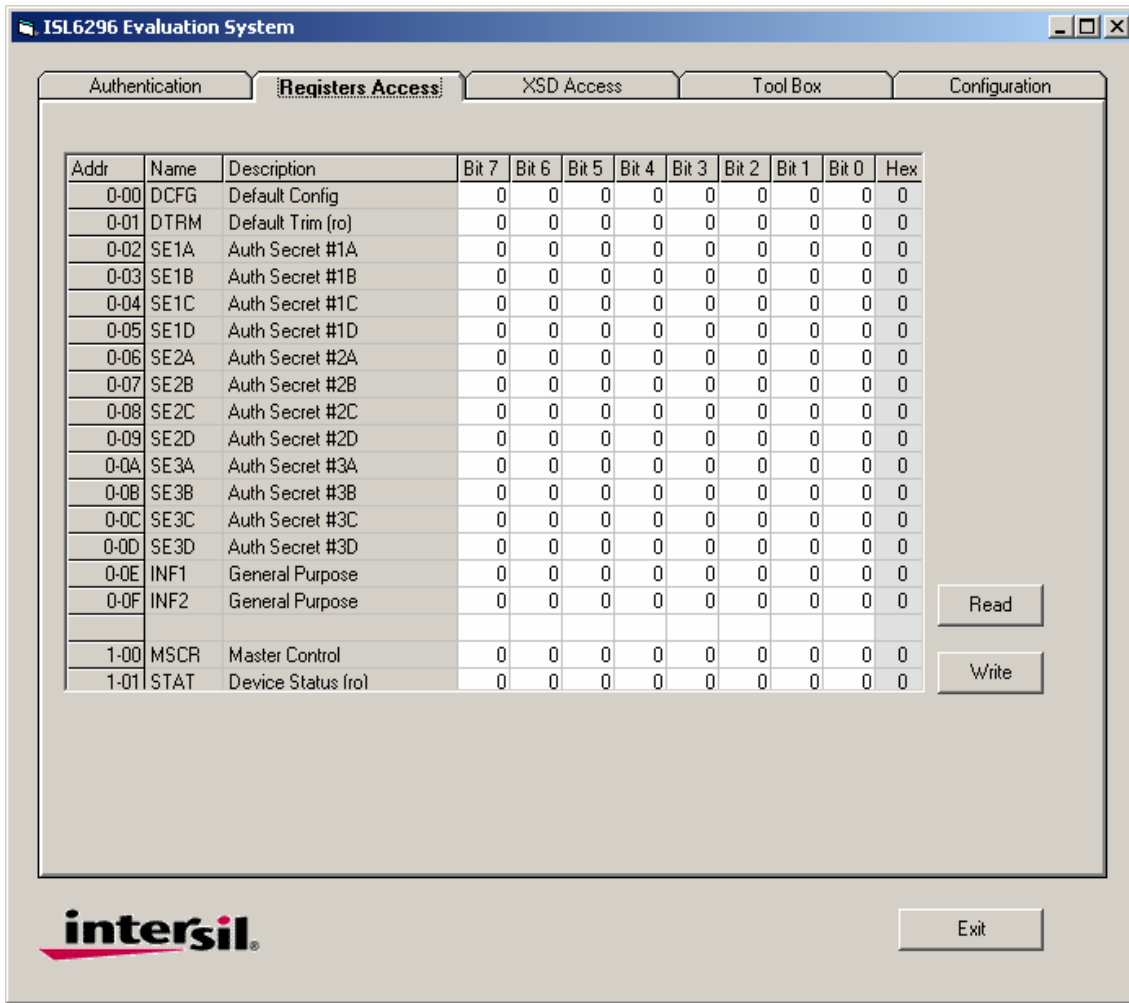 ISL6296 Evaluation System
Authentication Registers Access XSD Access Tool Box Configuration
Addr Name Description Bit 7 Bit 6 Bit 5 Bit 4 Bit 3 Bit 2 Bit 1 Bit 0 Hex
0-00 DCFG Default Config 0 0 0 0 0 0 0 0 0
0-01 DTRM Default Trim (ro) 0 0 0 0 0 0 0 0 0
0-02 SE1A Auth Secret #1A 0 0 0 0 0 0 0 0 0
0-03 SE1B Auth Secret #1B 0 0 0 0 0 0 0 0 0
0-04 SE1C Auth Secret #1C 0 0 0 0 0 0 0 0 0
0-05 SE1D Auth Secret #1D 0 0 0 0 0 0 0 0 0
0-06 SE2A Auth Secret #2A 0 0 0 0 0 0 0 0 0
0-07 SE2B Auth Secret #2B 0 0 0 0 0 0 0 0 0
0-08 SE2C Auth Secret #2C 0 0 0 0 0 0 0 0 0
0-09 SE2D Auth Secret #2D 0 0 0 0 0 0 0 0 0
0-0A SE3A Auth Secret #3A 0 0 0 0 0 0 0 0 0
0-0B SE3B Auth Secret #3B 0 0 0 0 0 0 0 0 0
0-0C SE3C Auth Secret #3C 0 0 0 0 0 0 0 0 0
0-0D SE3D Auth Secret #3D 0 0 0 0 0 0 0 0 0
0-0E INF1 General Purpose 0 0 0 0 0 0 0 0 0
0-0F INF2 General Purpose 0 0 0 0 0 0 0 0 0
Read
1-00 MSCR Master Control 0 0 0 0 0 0 0 0 0
1-01 STAT Device Status (ro) 0 0 0 0 0 0 0 0 0
Write
intersil®
Exit